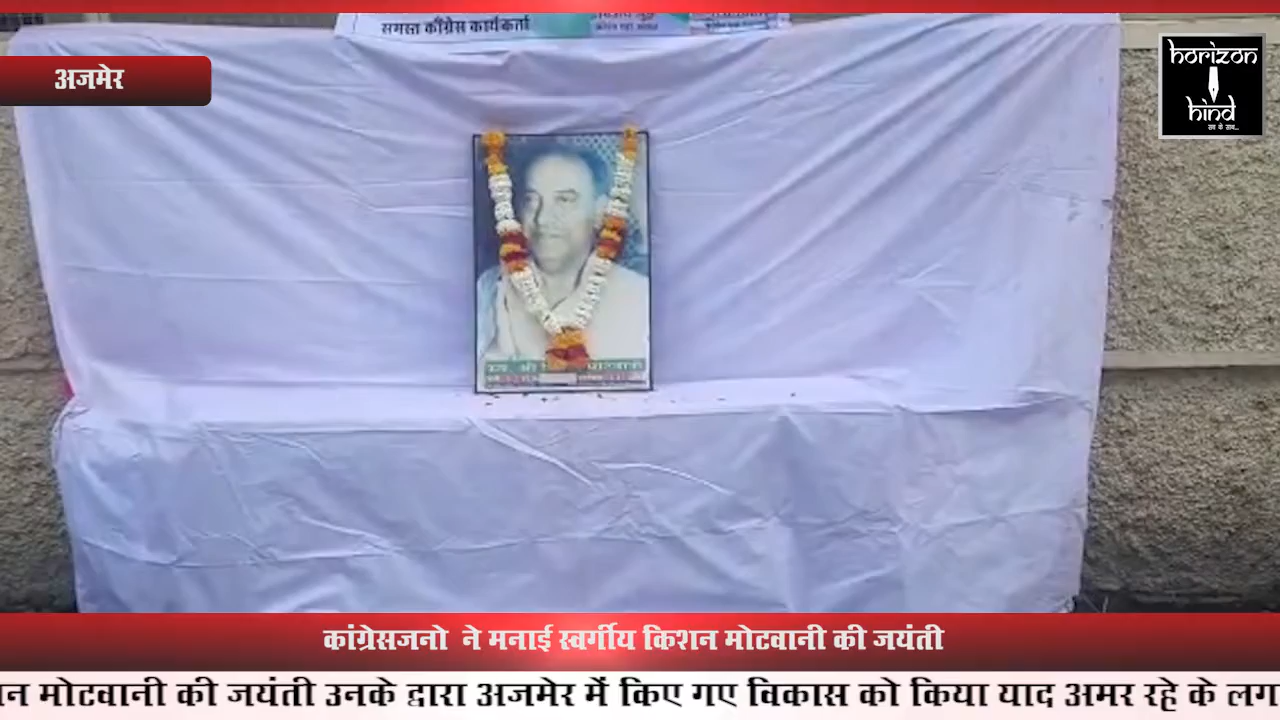 समस्त काँग्रेस कार्यकर्ता
अजमेर
horizon
hind
सब के साथ...
कांग्रेसजनो ने मनाई स्वर्गीय किशन मोटवानी की जयंती
न मोटवानी की जयंती उनके द्वारा अजमेर में किए गए विकास को किया याद अमर रहे के लग